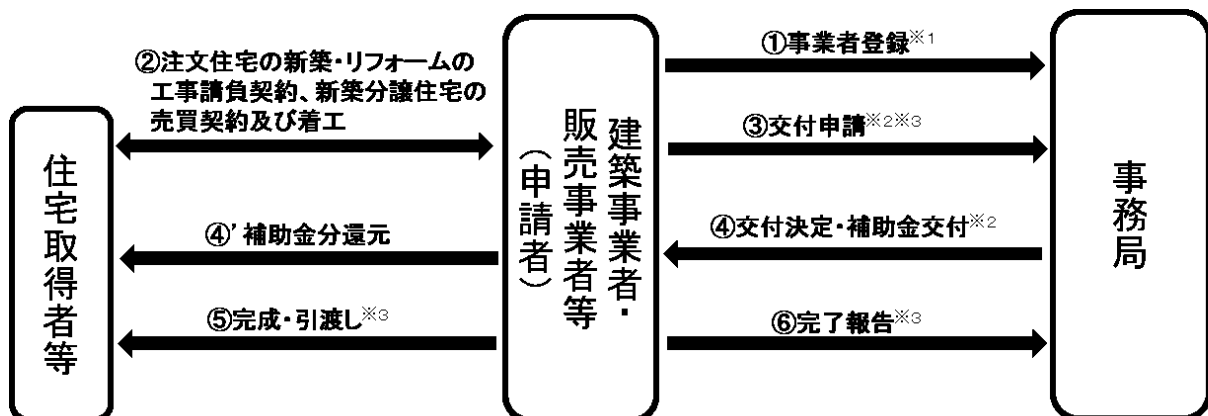 ①事業者登録※1
②注文住宅の新築・リフォームの
工事請負契約、新築分譲住宅の
売買契約及び着工
③交付申請※2※3
住宅取得者等
建築事業者・
販売事業者等
（申請者）
事務局
④’補助金分還元
④交付決定・補助金交付※2
⑤完成・引渡し※3
⑥完了報告※3